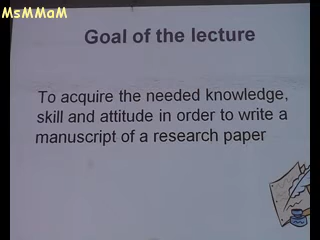 MsMMaM
Goal of the lecture
To acquire the needed knowledge,
skill and attitude in order to write a
manuscript of a research paper